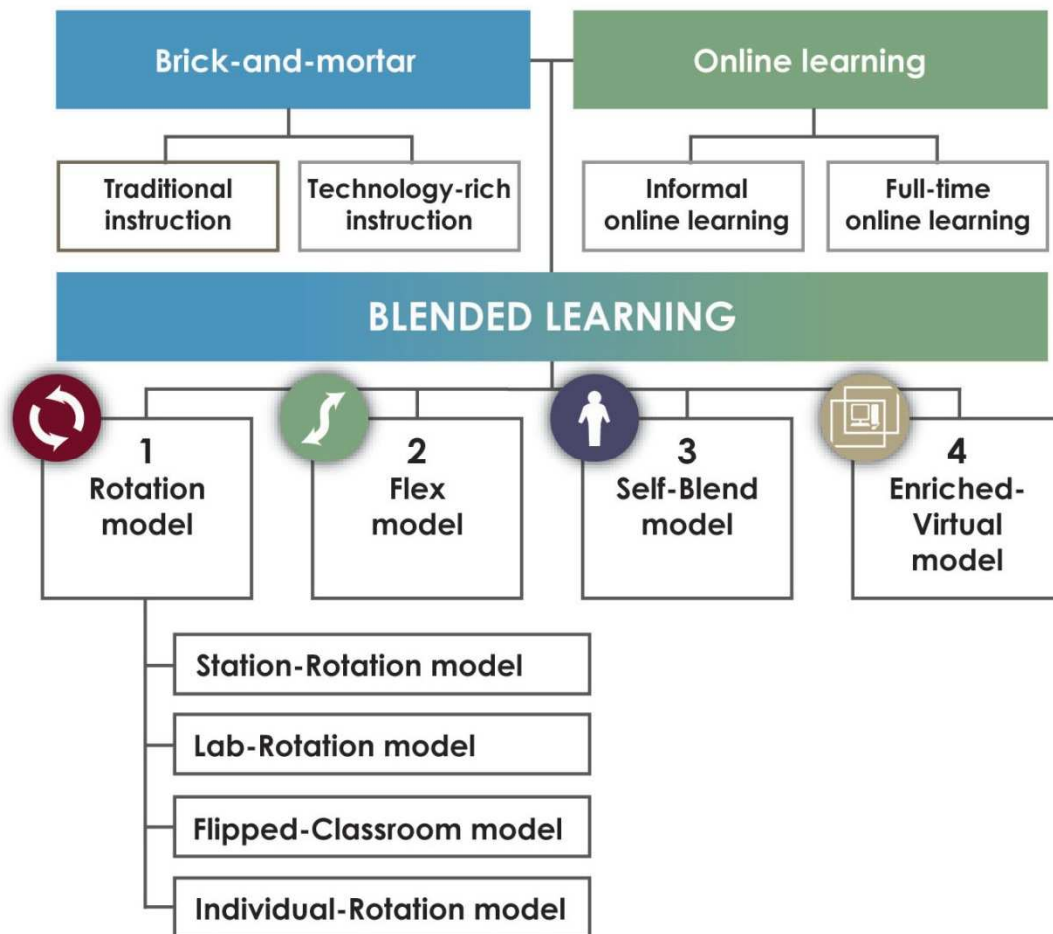 Brick-and-mortar
Online learning
Traditional
instruction
Technology-rich
instruction
Informal
online learning
Full-time
online learning
BLENDED LEARNING
1
Rotation
model
2
Flex
model
3
Self-Blend
model
4
Enriched-
Virtual
model
Station-Rotation model
Lab-Rotation model
Flipped-Classroom model
Individual-Rotation model